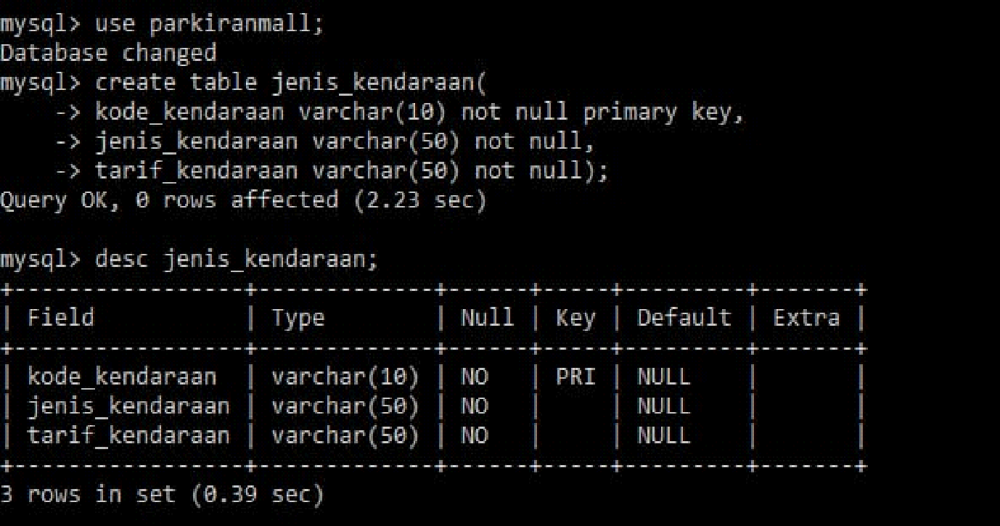 mysql> use parkiranmall;
Database changed
mysql> create table jenis_kendaraan(
    -> kode_kendaraan varchar(10) not null primary key,
    -> jenis_kendaraan varchar(50) not null,
    -> tarif_kendaraan varchar(50) not null);
Query OK, 0 rows affected (2.23 sec)

mysql> desc jenis_kendaraan;
+-----------------+-------------+------+-----+---------+-------+
| Field           | Type        | Null | Key | Default | Extra |
+-----------------+-------------+------+-----+---------+-------+
| kode_kendaraan  | varchar(10) | NO   | PRI | NULL    |       |
| jenis_kendaraan | varchar(50) | NO   |     | NULL    |       |
| tarif_kendaraan | varchar(50) | NO   |     | NULL    |       |
+-----------------+-------------+------+-----+---------+-------+
3 rows in set (0.39 sec)